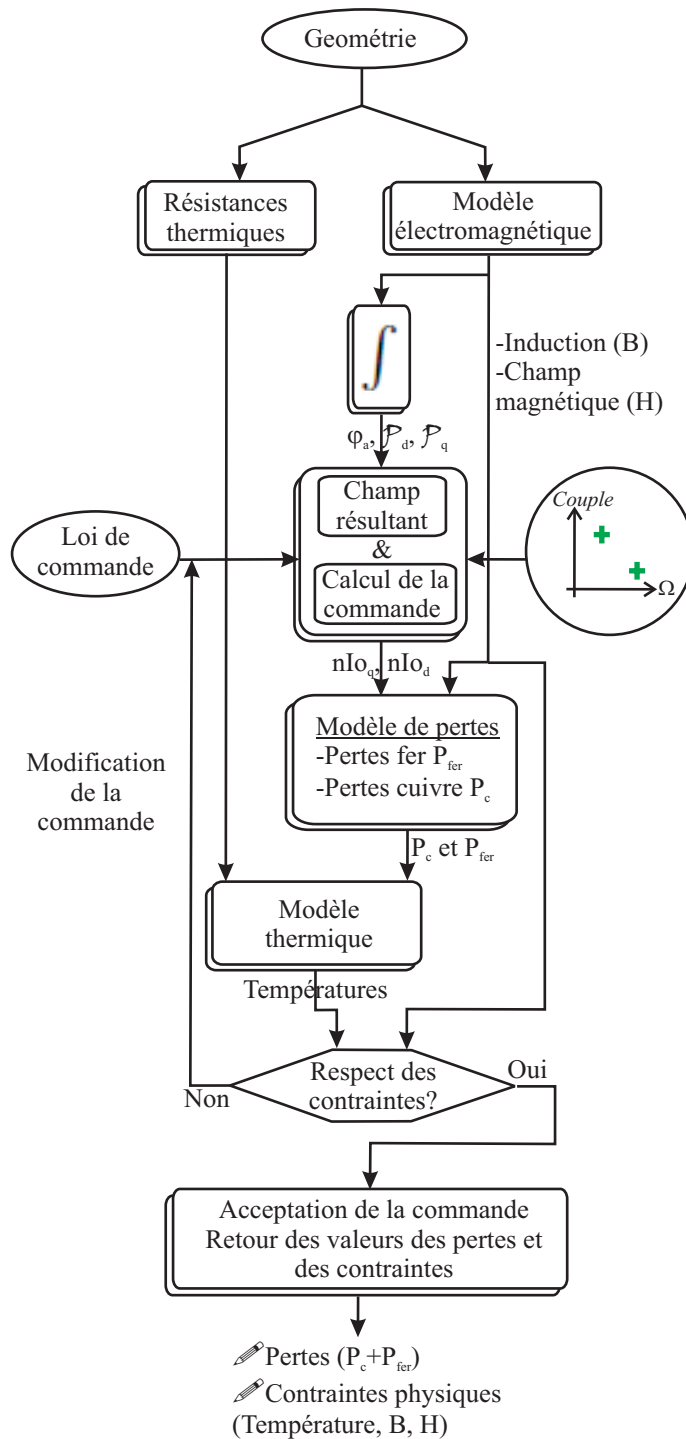 Geométrie
Résistances
thermiques
Modèle
électromagnétique
∫
-Induction (B)
-Champ
magnétique (H)
φa, 𝒫d, 𝒫q
Champ
résultant
&
Calcul de la
commande
Loi de
commande
Couple
Ω
nIoq, nIod
Modèle de pertes
-Pertes fer Pfer
-Pertes cuivre Pc
Modification
de la
commande
Pc et Pfer
Modèle
thermique
Températures
Respect des
contraintes?
Non
Oui
Acceptation de la commande
Retour des valeurs des pertes et
des contraintes
Pertes (Pc+Pfer)
Contraintes physiques
(Température, B, H)